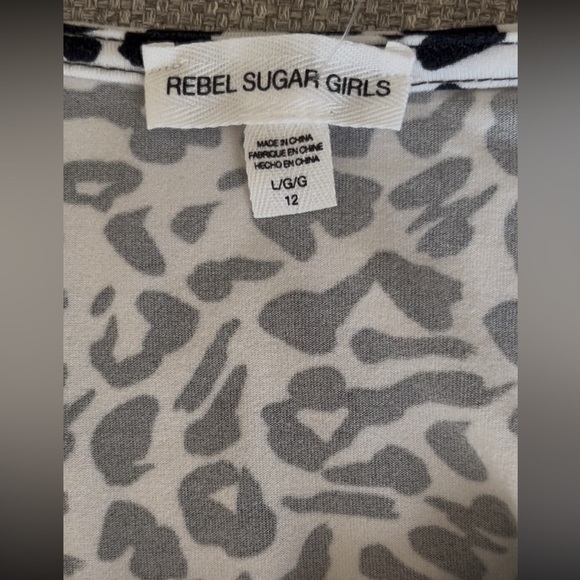 REBEL SUGAR GIRLS
MADE IN CHINA
FABRIQUE EN CHINE
HECHO EN CHINA
L/G/G
12